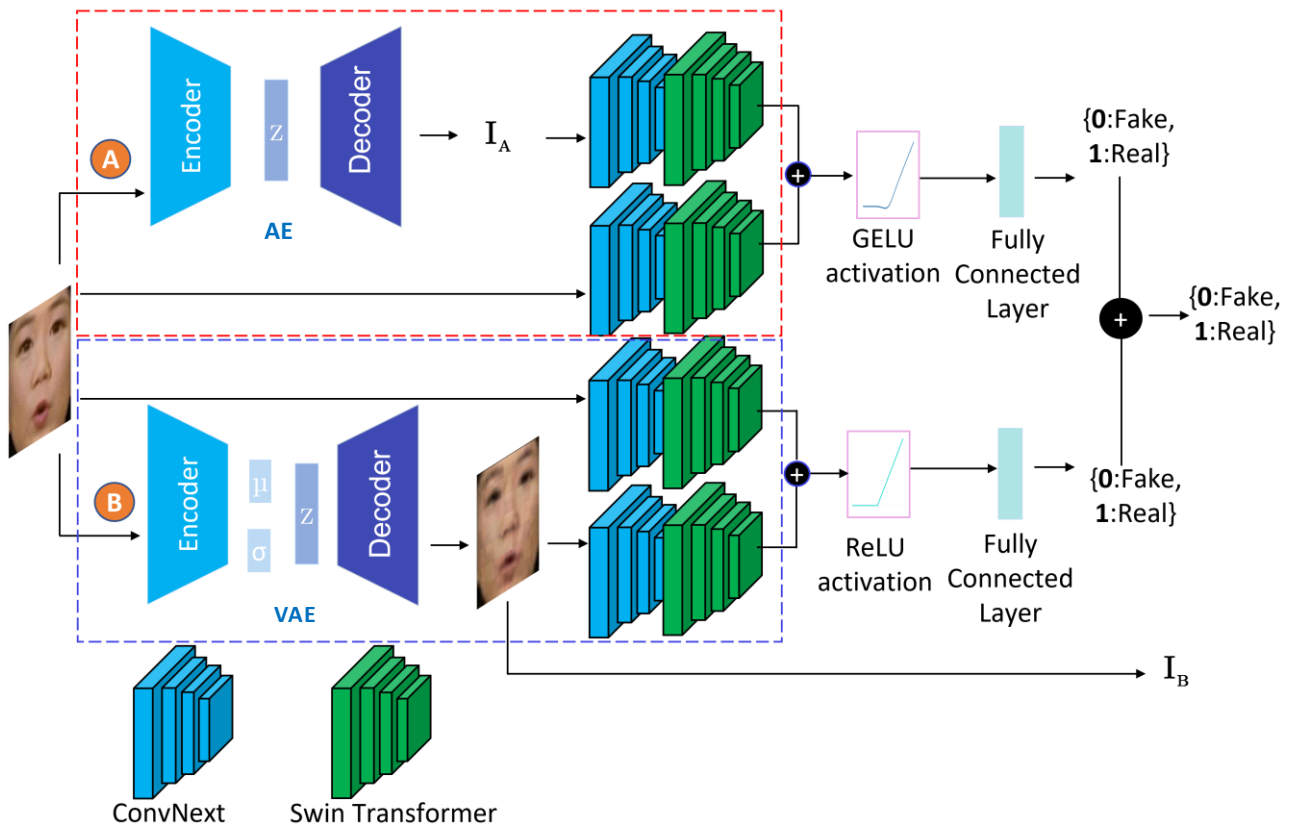 A
Encoder
z
Decoder
AE
I_A
GELU
activation
Fully
Connected
Layer
{0:Fake,
1:Real}
+
+
{0:Fake,
1:Real}
B
Encoder
μ
σ
z
Decoder
VAE
+
ReLU
activation
Fully
Connected
Layer
{0:Fake,
1:Real}
I_B
ConvNext
Swin Transformer